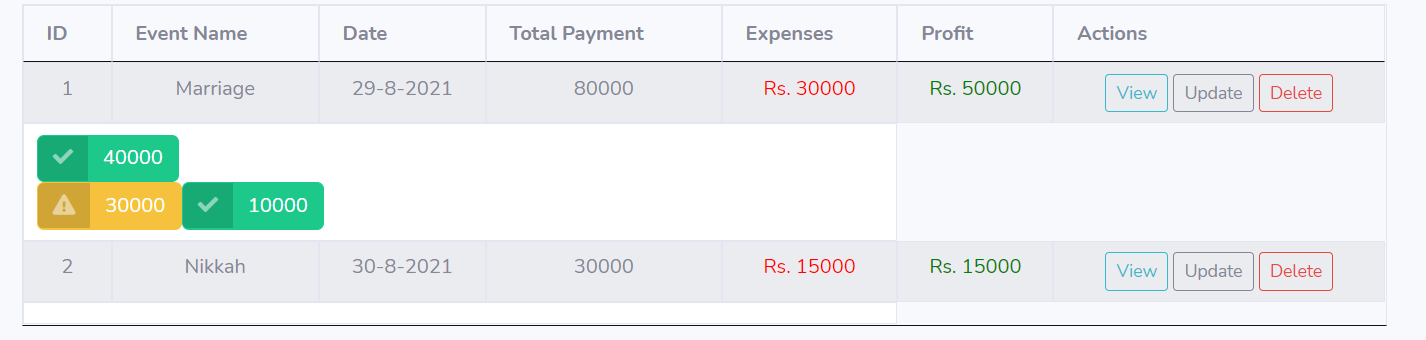 ID Event Name Date Total Payment Expenses Profit Actions
1 Marriage 29-8-2021 80000 Rs. 30000 Rs. 50000 View Update Delete
40000
30000 10000
2 Nikkah 30-8-2021 30000 Rs. 15000 Rs. 15000 View Update Delete